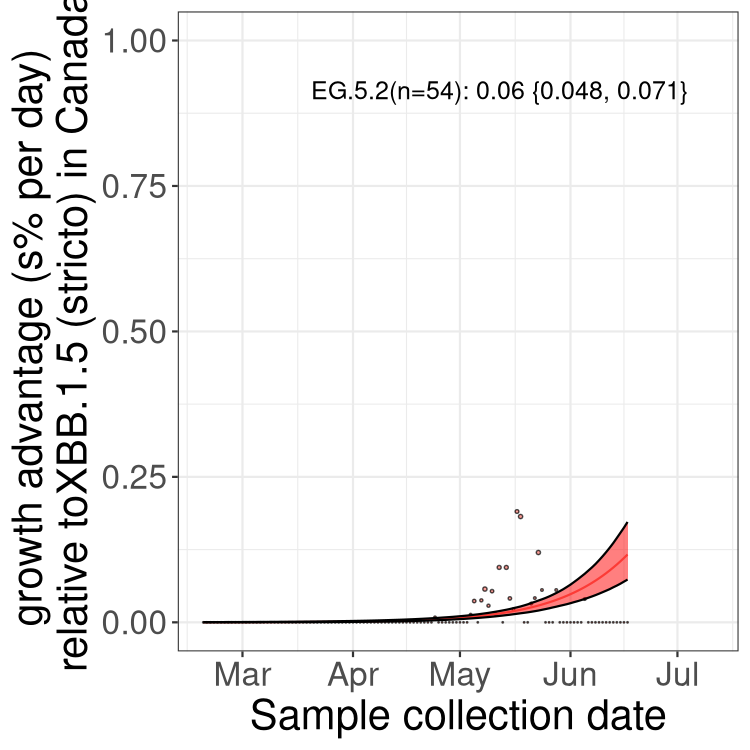 growth advantage (s% per day)
relative toXBB.1.5 (stricto) in Canada
1.00
0.75
0.50
0.25
0.00
EG.5.2(n=54): 0.06 {0.048, 0.071}
Mar Apr May Jun Jul
Sample collection date